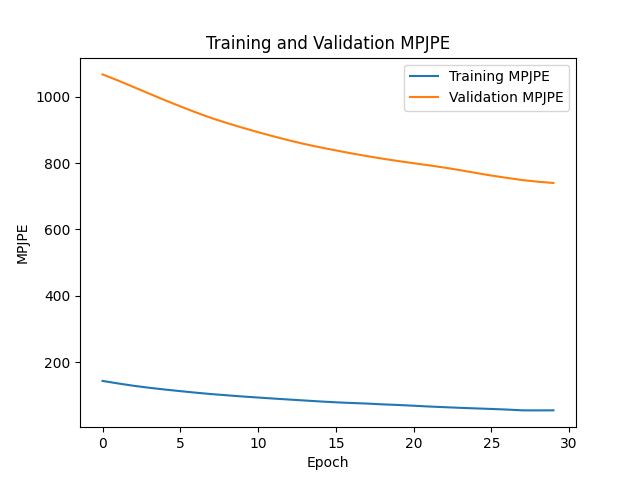 Training and Validation MPJPE
Training MPJPE
Validation MPJPE
MPJPE
1000
800
600
400
200
0 5 10 15 20 25 30
Epoch